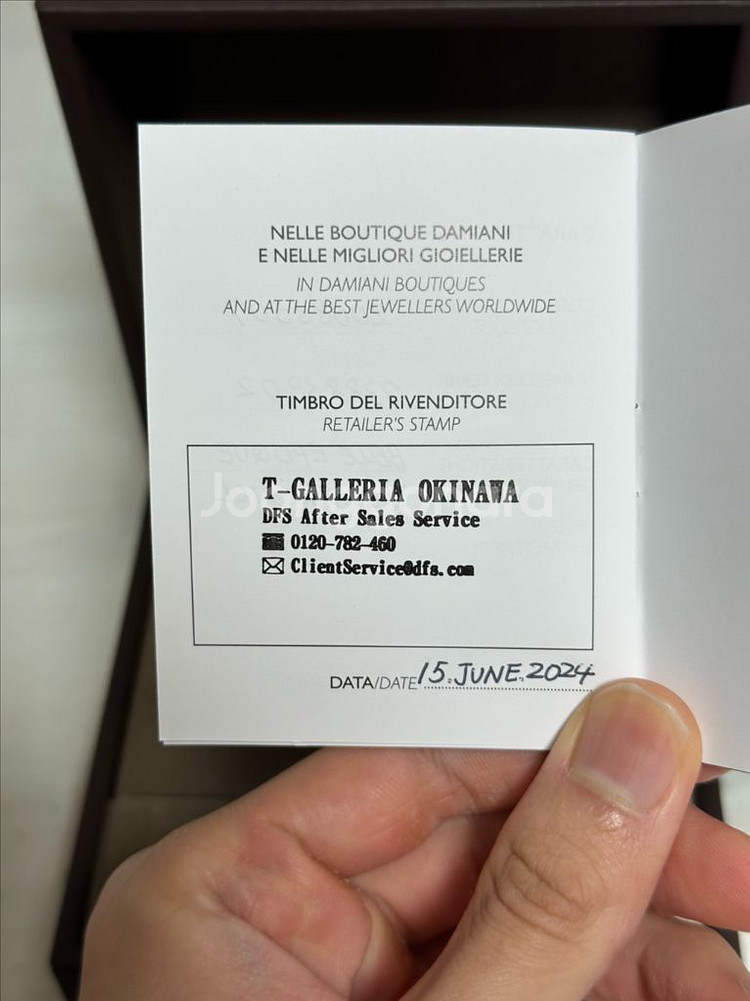 NELLE BOUTIQUE DAMIANI
E NELLE MIGLIORI GIOIELLERIE
IN DAMIANI BOUTIQUES
AND AT THE BEST JEWELLERS WORLDWIDE
TIMBRO DEL RIVENDITORE
RETAILER'S STAMP
T-GALLERIA OKINAWA
DFS After Sales Service
☎ 0120-782-460
✉ ClientService@dfs.com
DATA/DATE 15.JUNE.2024